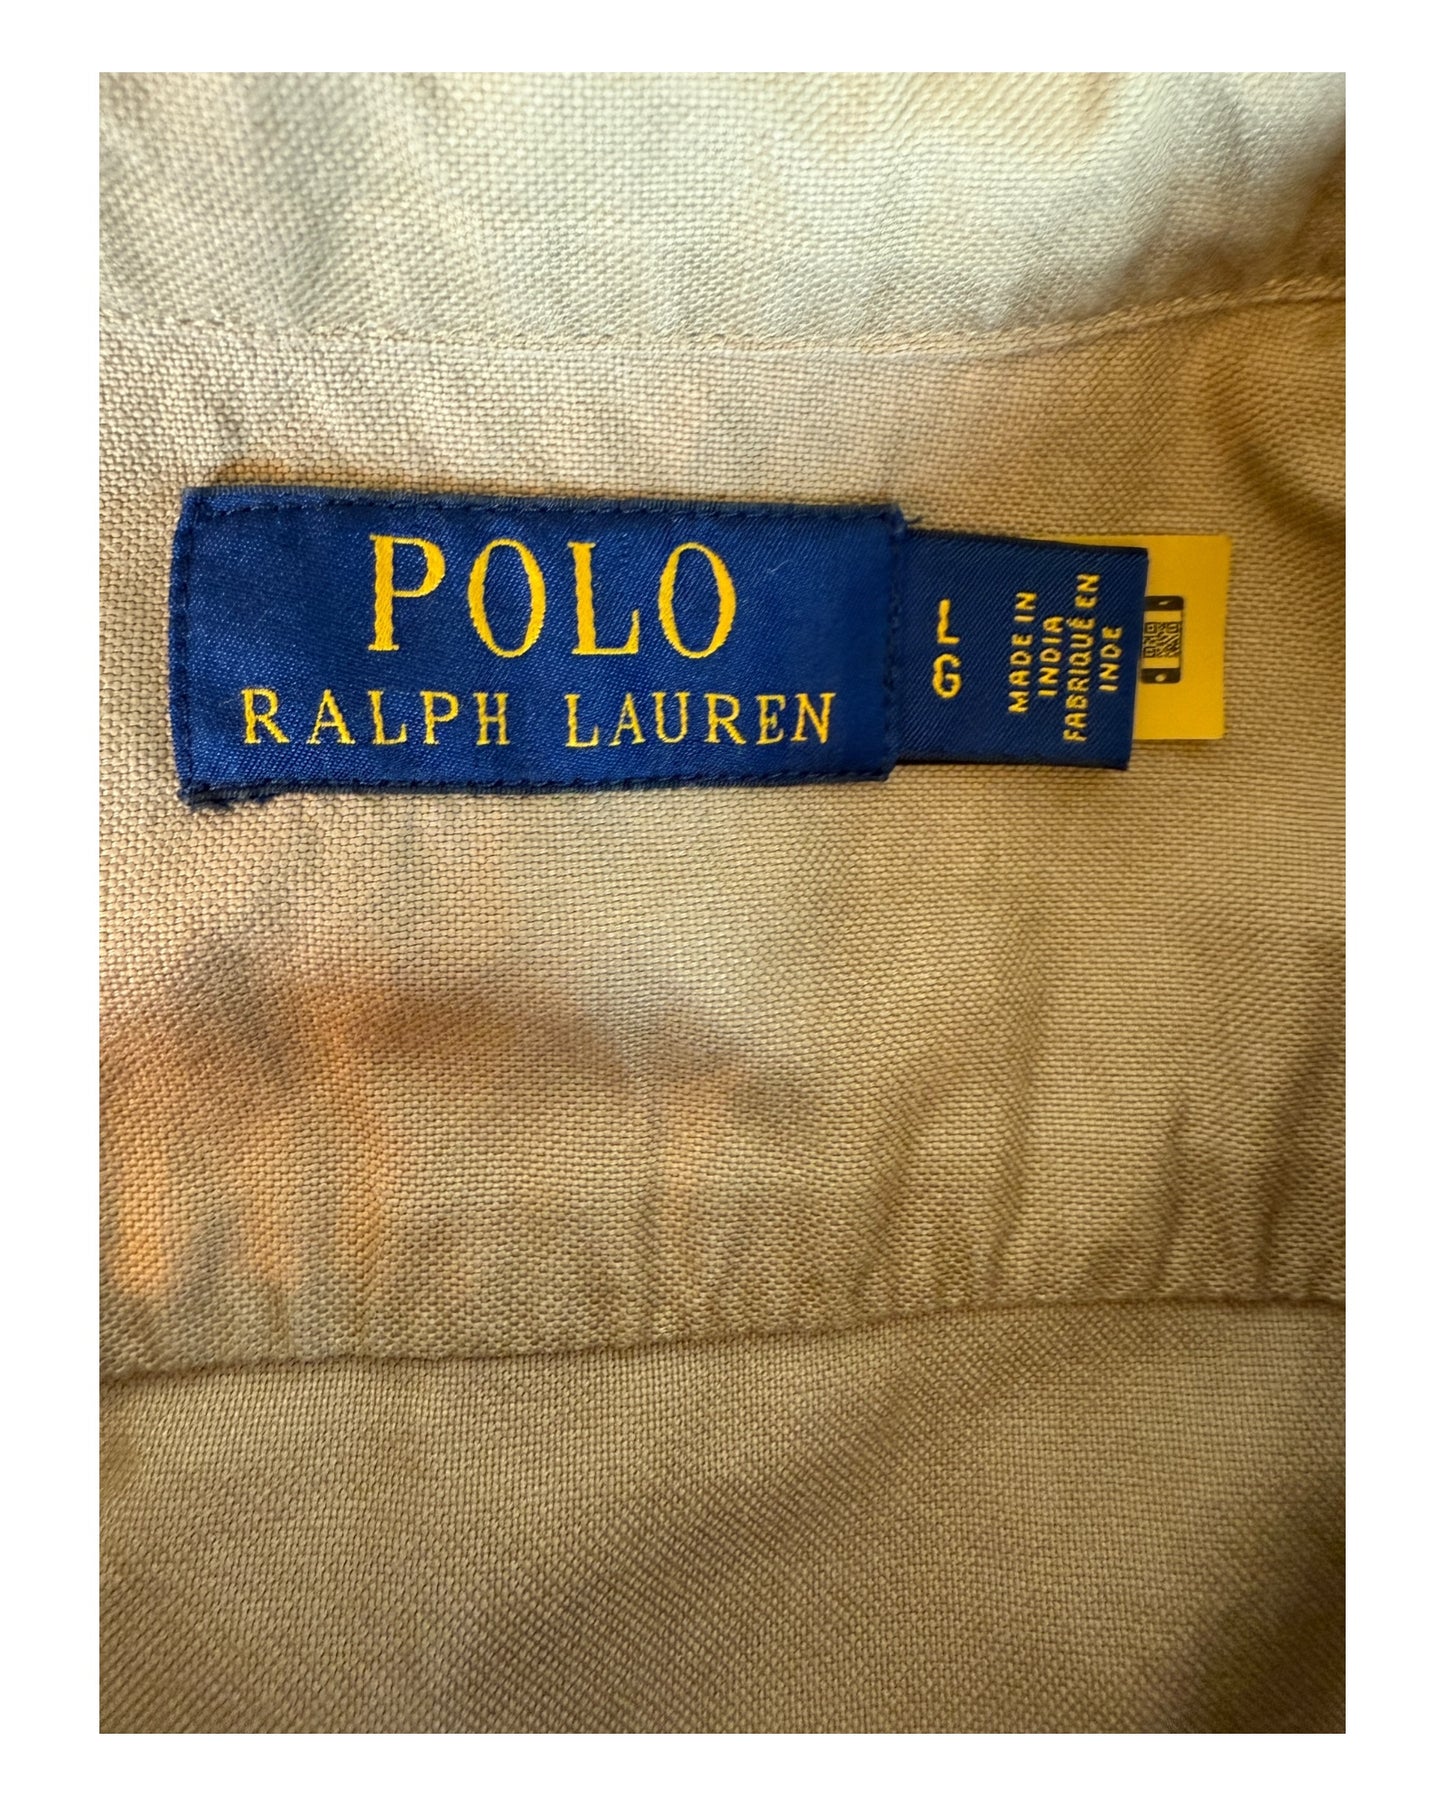 POLO
RALPH LAUREN
L
G
MADE IN
INDIA
FABRIQUÉ EN
INDE